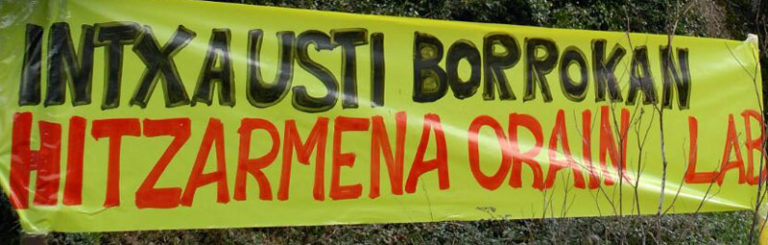 INTXAUSTI BORROKAN
HITZARMENA ORAIN LAB